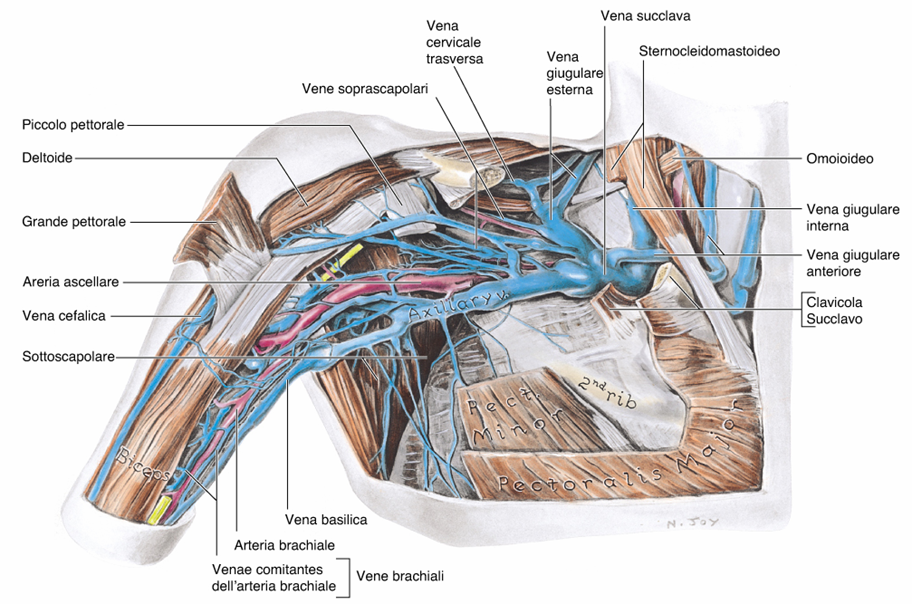 Vena succlava
Vena
cervicale
trasversa
Sternocleidomastoideo
Vena
giugulare
esterna
Vene soprascapolari
Piccolo pettorale
Deltoide
Omoioideo
Grande pettorale
Vena giugulare
interna
Vena giugulare
anteriore
Areria ascellare
Clavicola
Succlavo
Vena cefalica
Axillary v.
Sottoscapolare
2nd rib
Pect.
Minor
Biceps
Pectoralis Major
N. JOY
Vena basilica
Arteria brachiale
Venae comitantes
dell'arteria brachiale
Vene brachiali